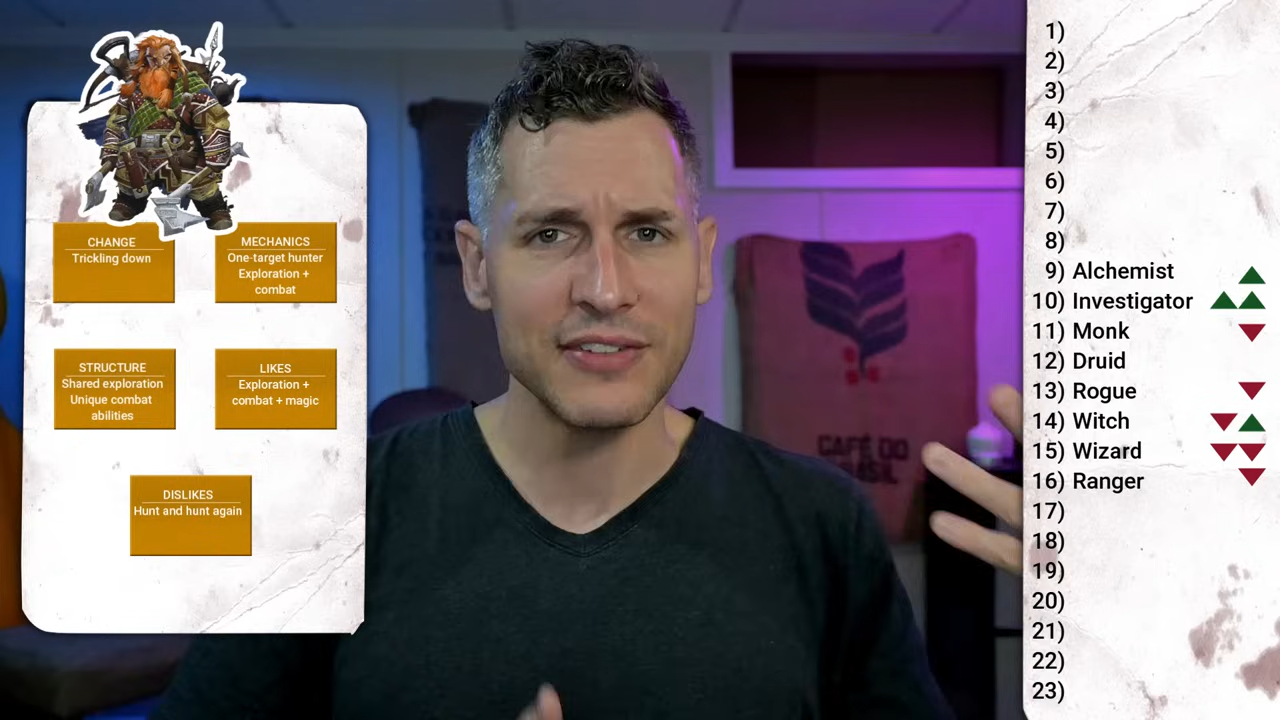 CHANGE
Trickling down
MECHANICS
One-target hunter
Exploration +
combat
STRUCTURE
Shared exploration
Unique combat
abilities
LIKES
Exploration +
combat + magic
DISLIKES
Hunt and hunt again
CAFÉ DO
BRASIL
1)
2)
3)
4)
5)
6)
7)
8)
9) Alchemist
10) Investigator
11) Monk
12) Druid
13) Rogue
14) Witch
15) Wizard
16) Ranger
17)
18)
19)
20)
21)
22)
23)